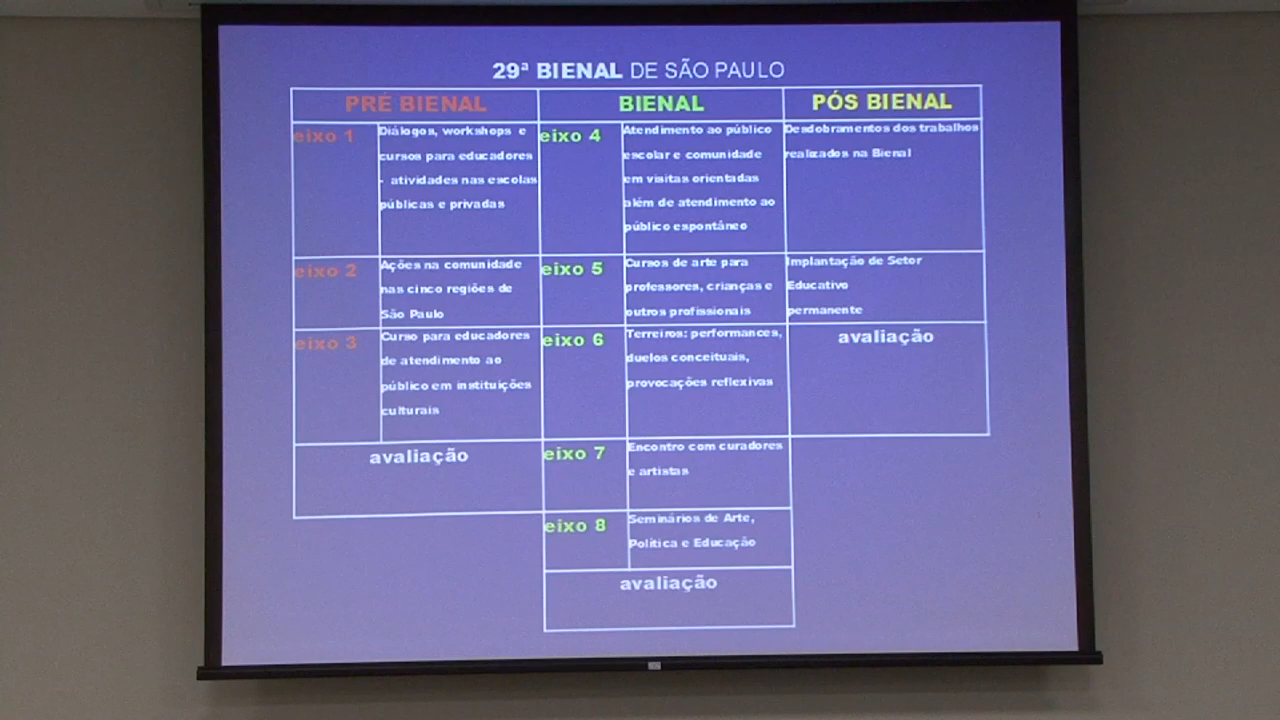 29ª BIENAL DE SÃO PAULO
PRÉ BIENAL
eixo 1
Diálogos, workshops e
cursos para educadores
- atividades nas escolas
públicas e privadas
eixo 2
Ações na comunidade
nas cinco regiões de
São Paulo
eixo 3
Curso para educadores
de atendimento ao
público em instituições
culturais
avaliação
BIENAL
eixo 4
Atendimento ao público
escolar e comunidade
em visitas orientadas
além de atendimento ao
público espontâneo
eixo 5
Cursos de arte para
professores, crianças e
outros profissionais
eixo 6
Terreiros: performances,
duelos conceituais,
provocações reflexivas
eixo 7
Encontro com curadores
e artistas
eixo 8
Seminários de Arte,
Política e Educação
avaliação
PÓS BIENAL
Desdobramentos dos trabalhos
realizados na Bienal
Implantação de Setor
Educativo
permanente
avaliação